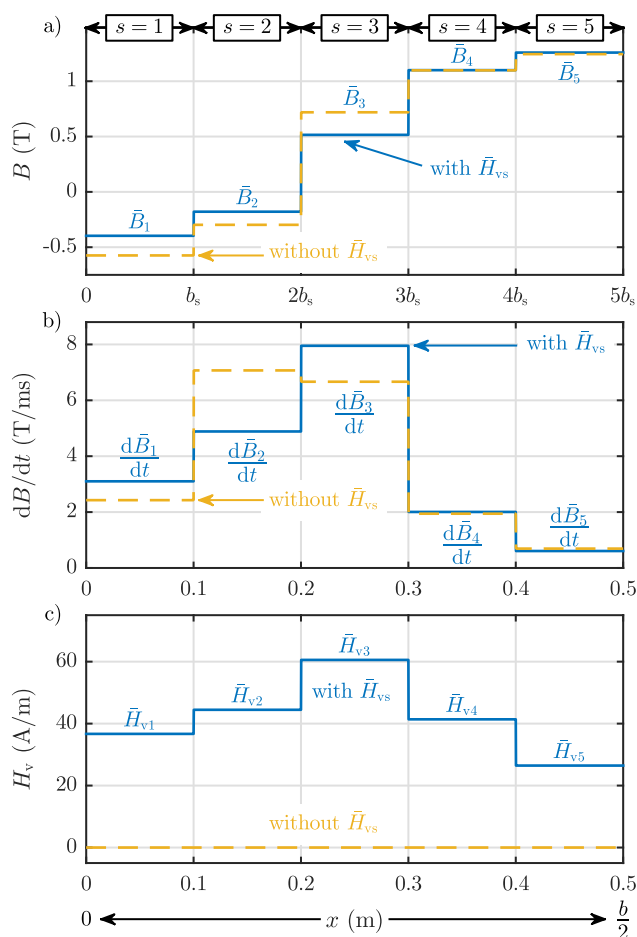 a) s = 1 s = 2 s = 3 s = 4 s = 5
B (T)
1
0.5
0
-0.5
B̄₁ B̄₂ B̄₃ B̄₄ B̄₅
with H̄vs
without H̄vs
0 bs 2bs 3bs 4bs 5bs
b)
dB/dt (T/ms)
8
6
4
2
0
with H̄vs
dB̄₁/dt dB̄₂/dt dB̄₃/dt dB̄₄/dt dB̄₅/dt
without H̄vs
0 0.1 0.2 0.3 0.4 0.5
c)
Hv (A/m)
60
40
20
0
H̄v1 H̄v2 H̄v3 H̄v4 H̄v5
with H̄vs
without H̄vs
0 0.1 0.2 0.3 0.4 0.5
0 x (m) b/2